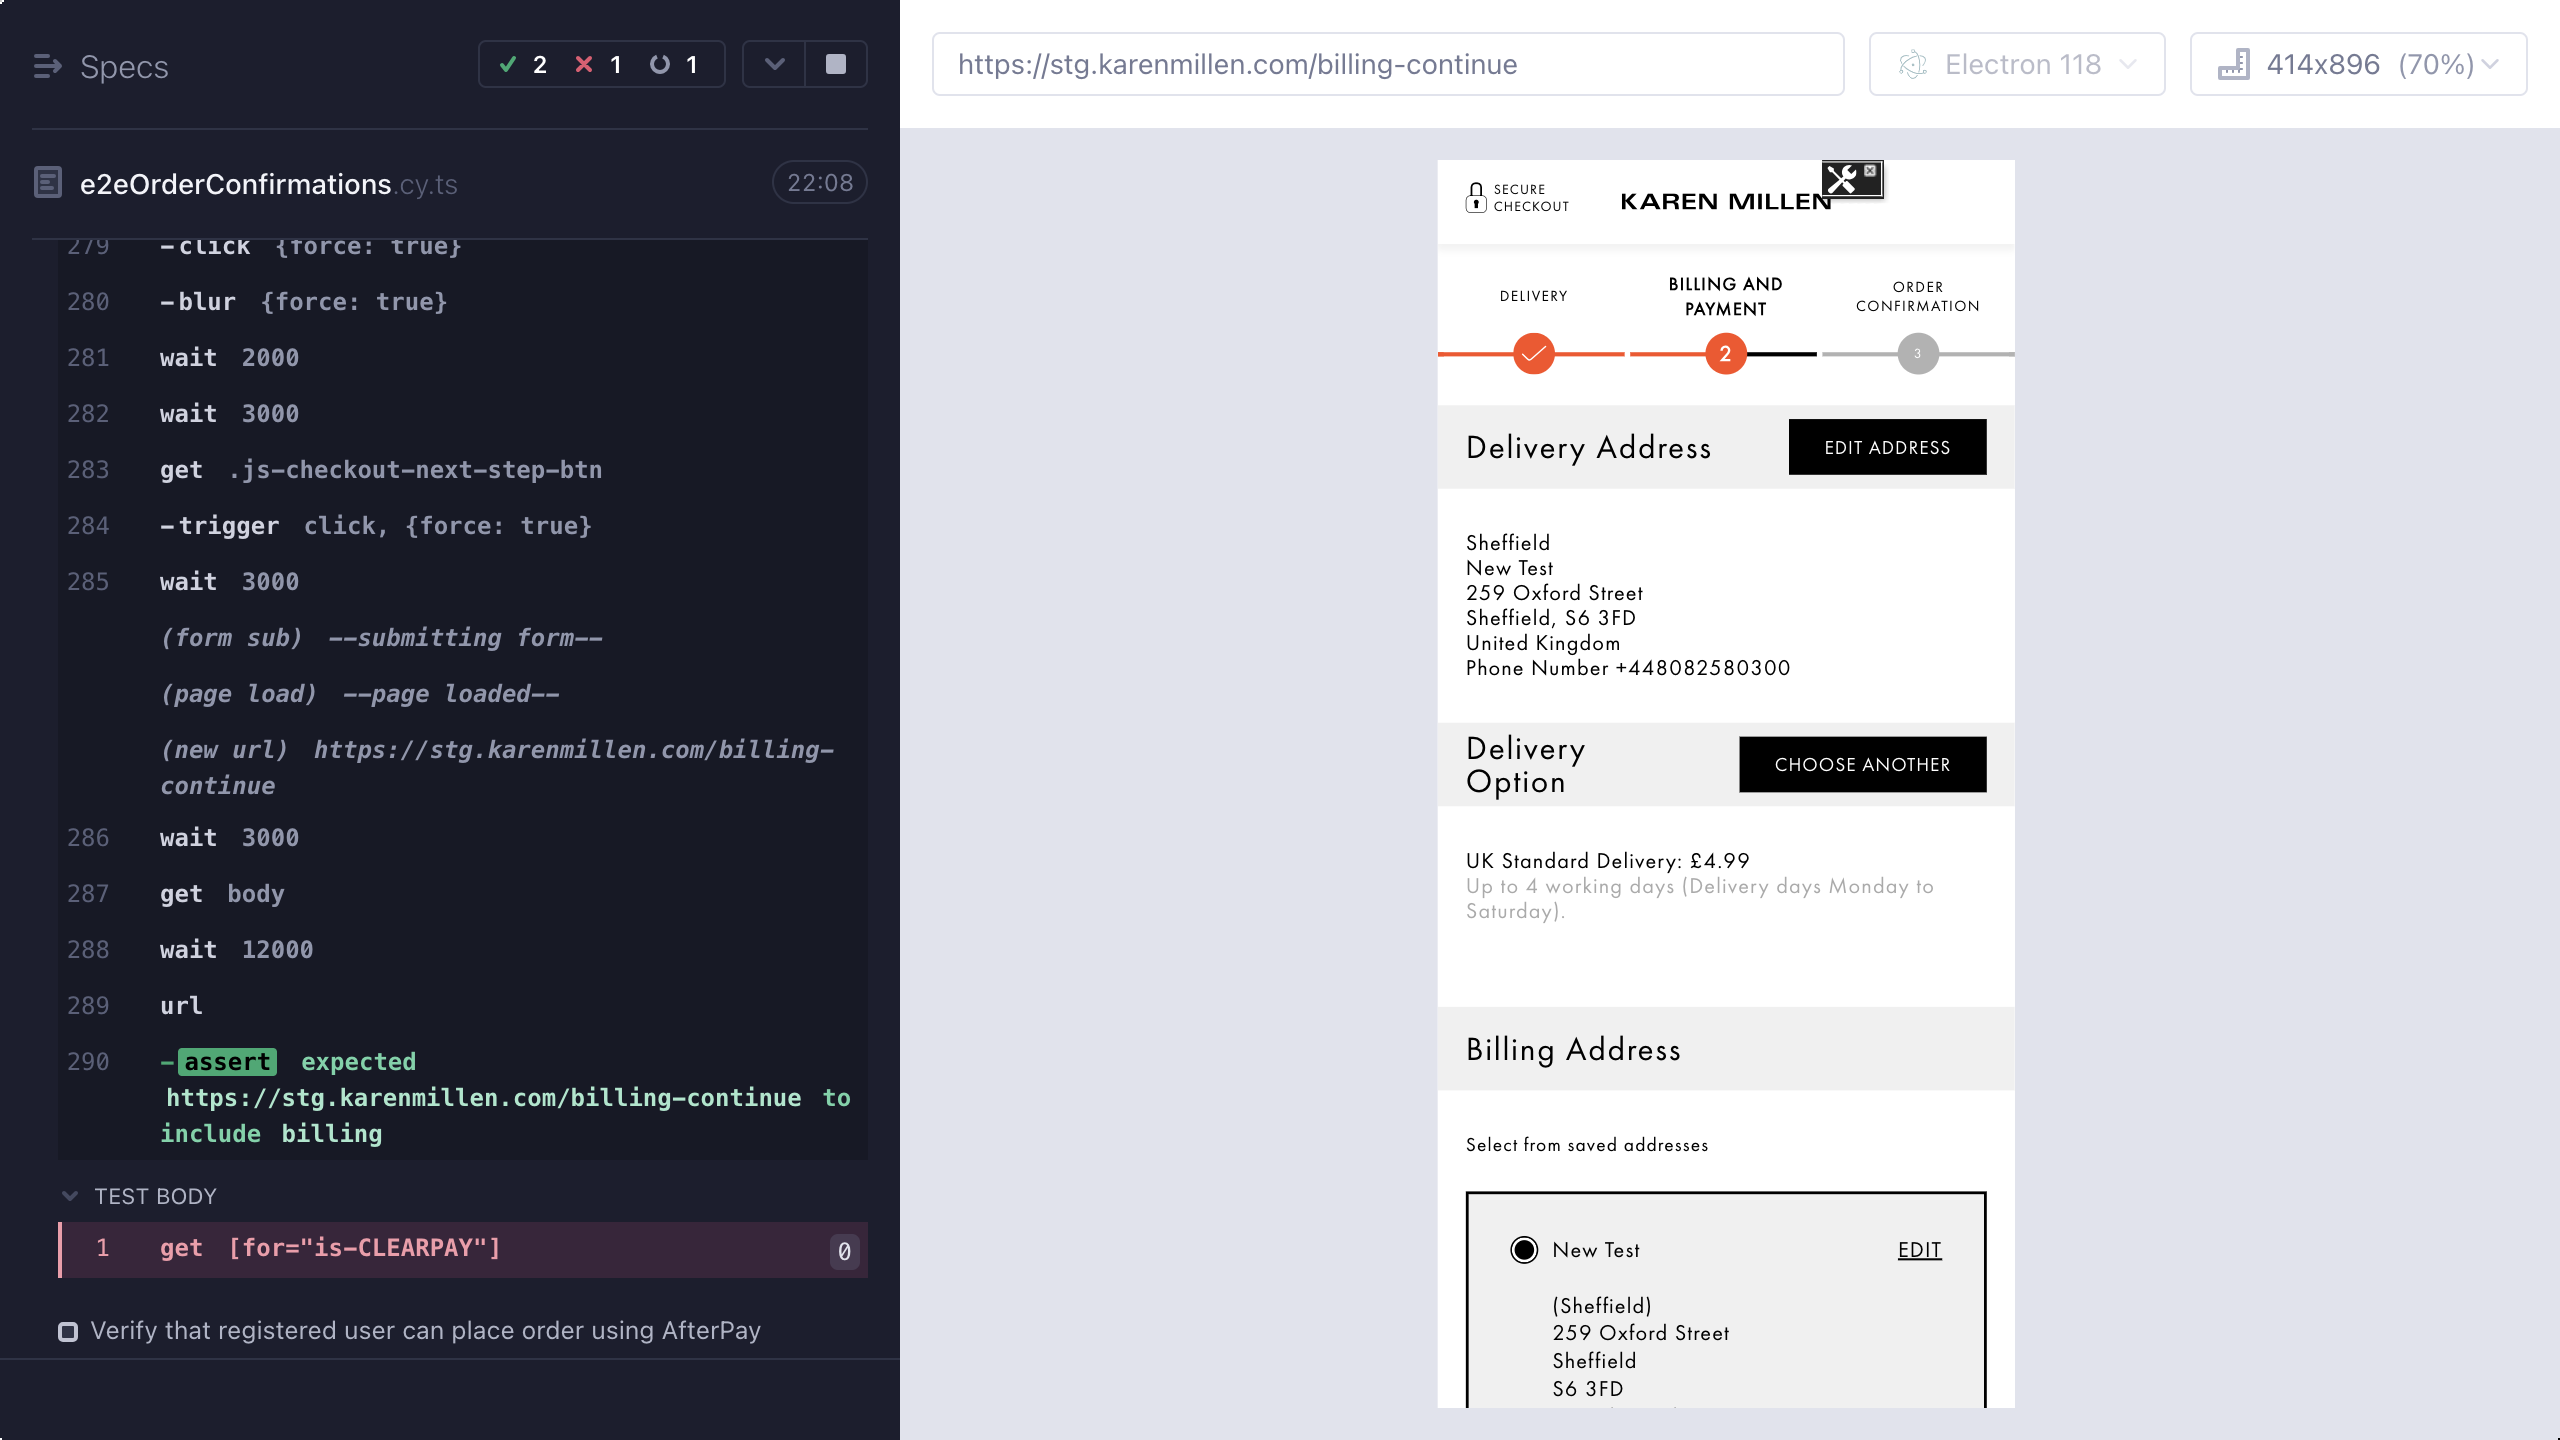 Specs
2 1 1
e2eOrderConfirmations.cy.ts 22:08
279 -click {force: true}
280 -blur {force: true}
281 wait 2000
282 wait 3000
283 get .js-checkout-next-step-btn
284 -trigger click, {force: true}
285 wait 3000
(form sub) --submitting form--
(page load) --page loaded--
(new url) https://stg.karenmillen.com/billing-
continue
286 wait 3000
287 get body
288 wait 12000
289 url
290 -assert expected
https://stg.karenmillen.com/billing-continue to
include billing
TEST BODY
1 get [for="is-CLEARPAY"] 0
Verify that registered user can place order using AfterPay
https://stg.karenmillen.com/billing-continue
Electron 118
414x896 (70%)
SECURE
CHECKOUT
KAREN MILLEN
DELIVERY
BILLING AND
PAYMENT
ORDER
CONFIRMATION
2
3
Delivery Address
EDIT ADDRESS
Sheffield
New Test
259 Oxford Street
Sheffield, S6 3FD
United Kingdom
Phone Number +448082580300
Delivery
Option
CHOOSE ANOTHER
UK Standard Delivery: £4.99
Up to 4 working days (Delivery days Monday to
Saturday).
Billing Address
Select from saved addresses
New Test
EDIT
(Sheffield)
259 Oxford Street
Sheffield
S6 3FD